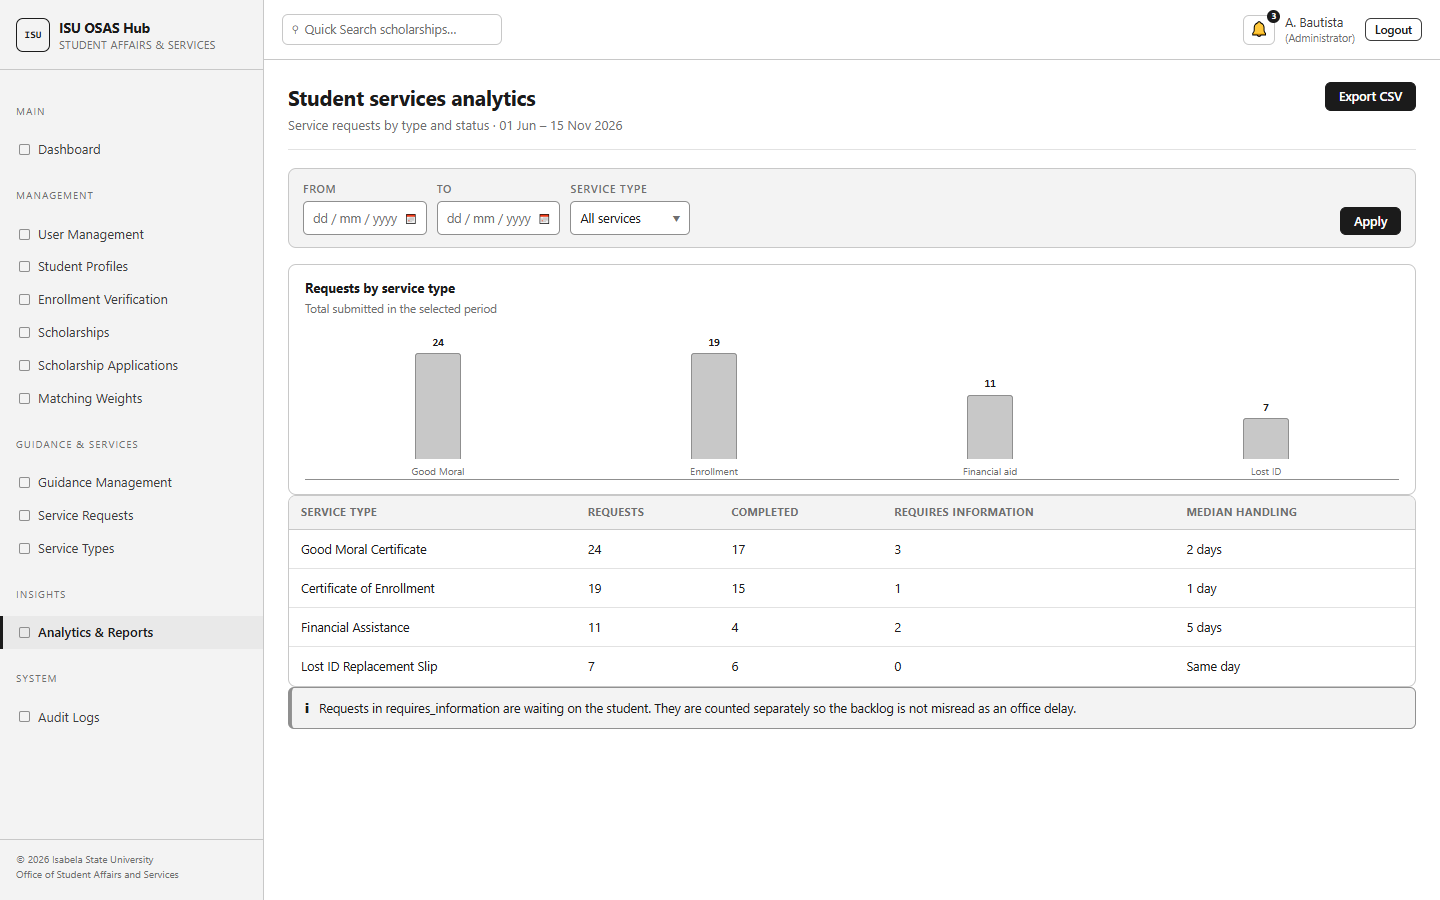 ISU
ISU OSAS Hub
STUDENT AFFAIRS & SERVICES
MAIN
Dashboard
MANAGEMENT
User Management
Student Profiles
Enrollment Verification
Scholarships
Scholarship Applications
Matching Weights
GUIDANCE & SERVICES
Guidance Management
Service Requests
Service Types
INSIGHTS
Analytics & Reports
SYSTEM
Audit Logs
© 2026 Isabela State University
Office of Student Affairs and Services
Quick Search scholarships...
3
A. Bautista
(Administrator)
Logout
Student services analytics
Service requests by type and status · 01 Jun – 15 Nov 2026
Export CSV
FROM TO SERVICE TYPE
dd / mm / yyyy dd / mm / yyyy All services
Apply
Requests by service type
Total submitted in the selected period
24 19 11 7
Good Moral Enrollment Financial aid Lost ID
SERVICE TYPE REQUESTS COMPLETED REQUIRES INFORMATION MEDIAN HANDLING
Good Moral Certificate 24 17 3 2 days
Certificate of Enrollment 19 15 1 1 day
Financial Assistance 11 4 2 5 days
Lost ID Replacement Slip 7 6 0 Same day
i Requests in requires_information are waiting on the student. They are counted separately so the backlog is not misread as an office delay.